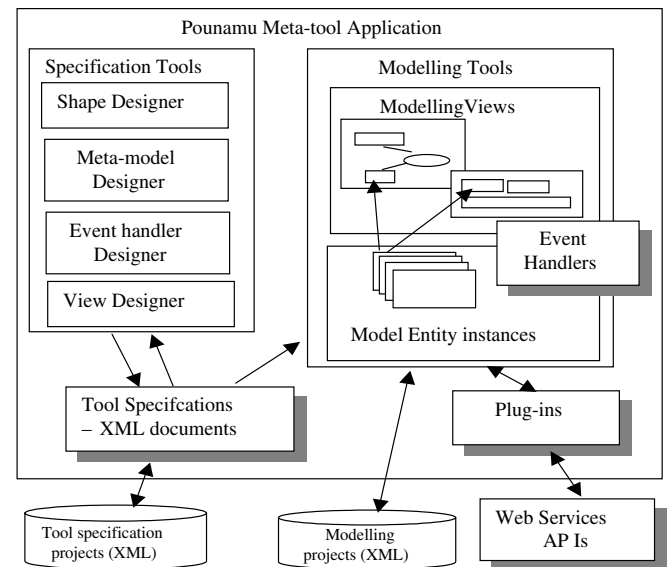 Pounamu Meta-tool Application
Specification Tools
Shape Designer
Meta-model
Designer
Event handler
Designer
View Designer
Modelling Tools
ModellingViews
Event
Handlers
Model Entity instances
Tool Specifcations
– XML documents
Plug-ins
Tool specification
projects (XML)
Modelling
projects (XML)
Web Services
AP Is